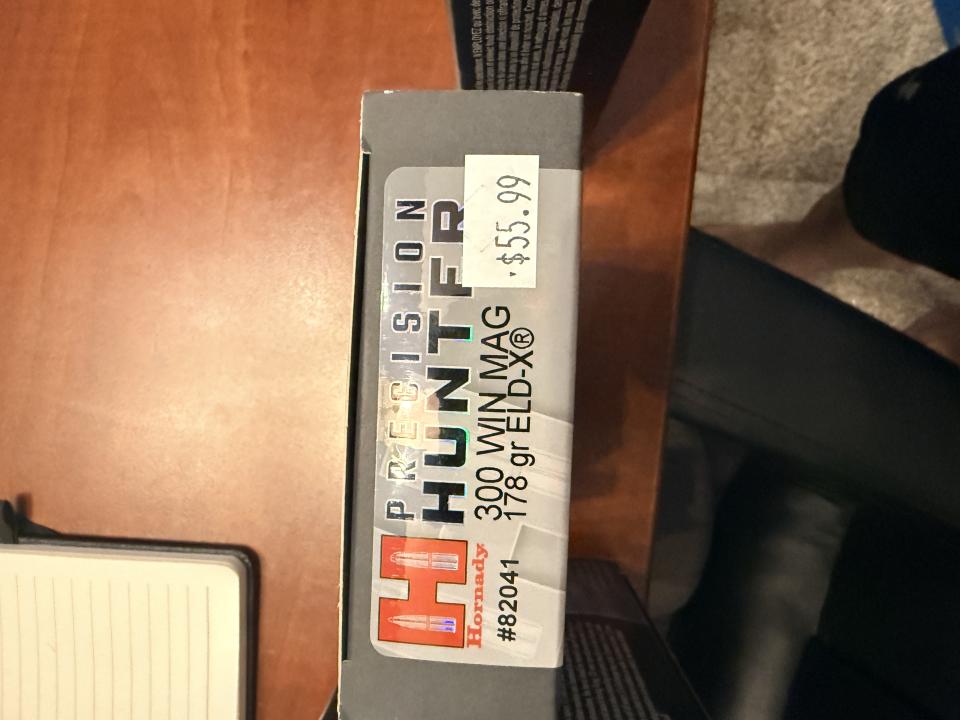 PRECISION
HUNTER
$55.99
300 WIN MAG
178 gr ELD-X®
Hornady
#82041